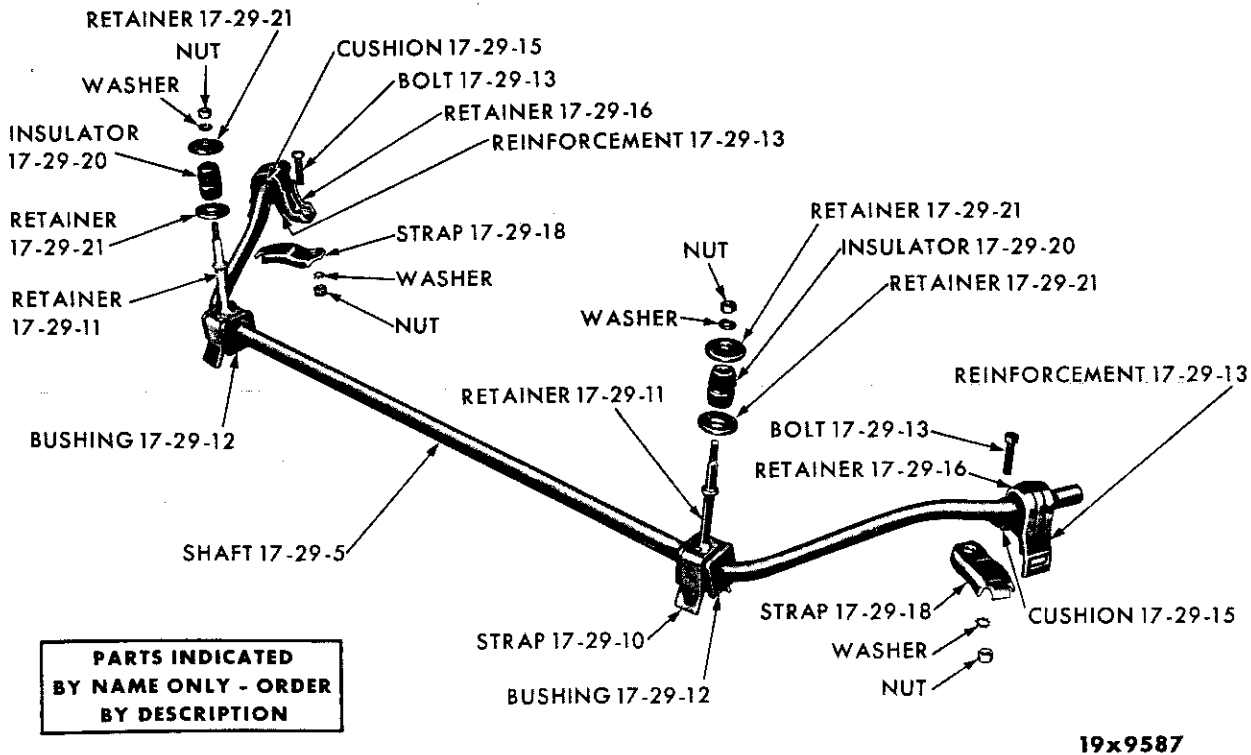 RETAINER 17-29-21
NUT
WASHER
INSULATOR
17-29-20
RETAINER
17-29-21
RETAINER
17-29-11
BUSHING 17-29-12
CUSHION 17-29-15
BOLT 17-29-13
RETAINER 17-29-16
REINFORCEMENT 17-29-13
STRAP 17-29-18
WASHER
NUT
SHAFT 17-29-5
RETAINER 17-29-21
INSULATOR 17-29-20
RETAINER 17-29-21
NUT
WASHER
RETAINER 17-29-11
REINFORCEMENT 17-29-13
BOLT 17-29-13
RETAINER 17-29-16
STRAP 17-29-10
BUSHING 17-29-12
STRAP 17-29-18
CUSHION 17-29-15
WASHER
NUT
PARTS INDICATED
BY NAME ONLY - ORDER
BY DESCRIPTION
19x9587